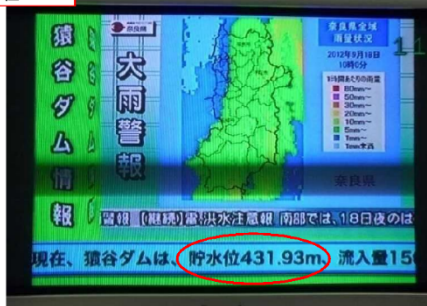 猿谷ダム情報
大雨警報
奈良県
奈良県全域
雨量状況
2012年9月18日
10時0分
1時間あたりの雨量
80mm〜
50mm〜
30mm〜
20mm〜
10mm〜
5mm〜
1mm〜
1mm未満
奈良県
警報 【継続】雷,洪水注意報 南部では、18日夜のは
現在、猿谷ダムは、貯水位431.93m、流入量15